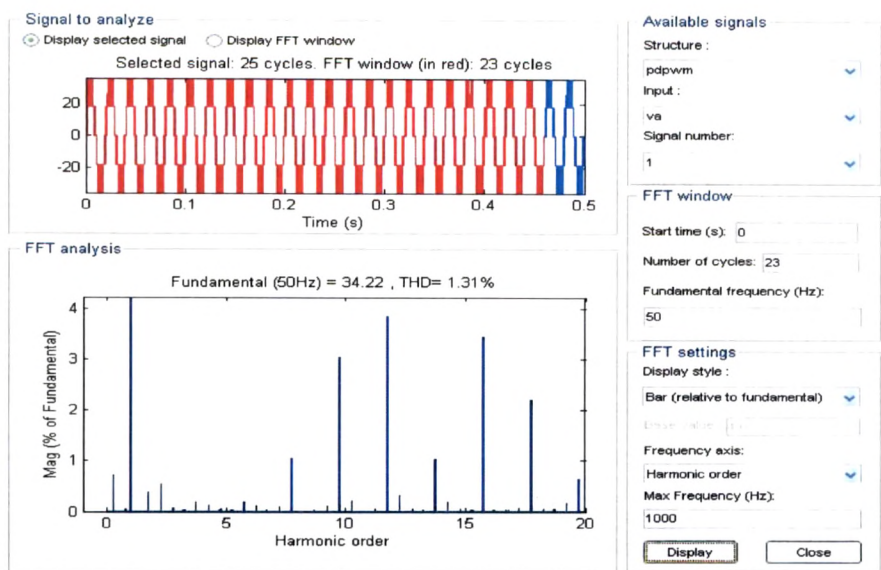 Signal to analyze
Display selected signal Display FFT window
Selected signal: 25 cycles. FFT window (in red): 23 cycles
20
0
-20
0 0.1 0.2 0.3 0.4 0.5
Time (s)
FFT analysis
Fundamental (50Hz) = 34.22 , THD= 1.31%
Mag (% of Fundamental)
4
3
2
1
0
0 5 10 15 20
Harmonic order
Available signals
Structure :
pdpwm
Input :
va
Signal number:
1
FFT window
Start time (s): 0
Number of cycles: 23
Fundamental frequency (Hz):
50
FFT settings
Display style :
Bar (relative to fundamental)
Base value:
Frequency axis:
Harmonic order
Max Frequency (Hz):
1000
Display Close